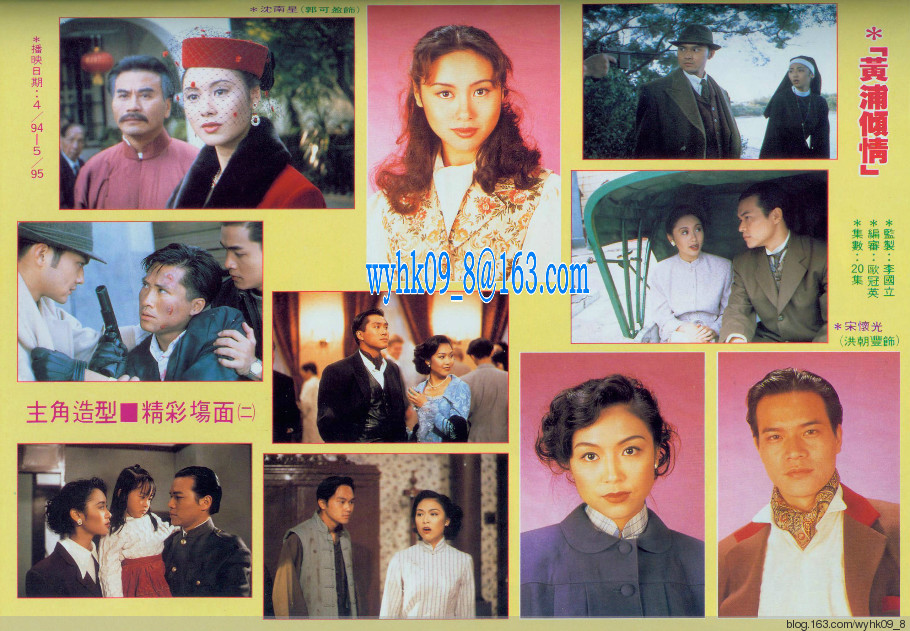 *「黃浦傾情」
*沈南星(郭可盈飾)
*播映日期:4/94—5/95
*監製:李國立
*編審:歐冠英
*集數:20集
wyhk09_8@163.com
*宋懷光
(洪朝豐飾)
主角造型■精彩場面㈡
blog.163.com/wyhk09_8